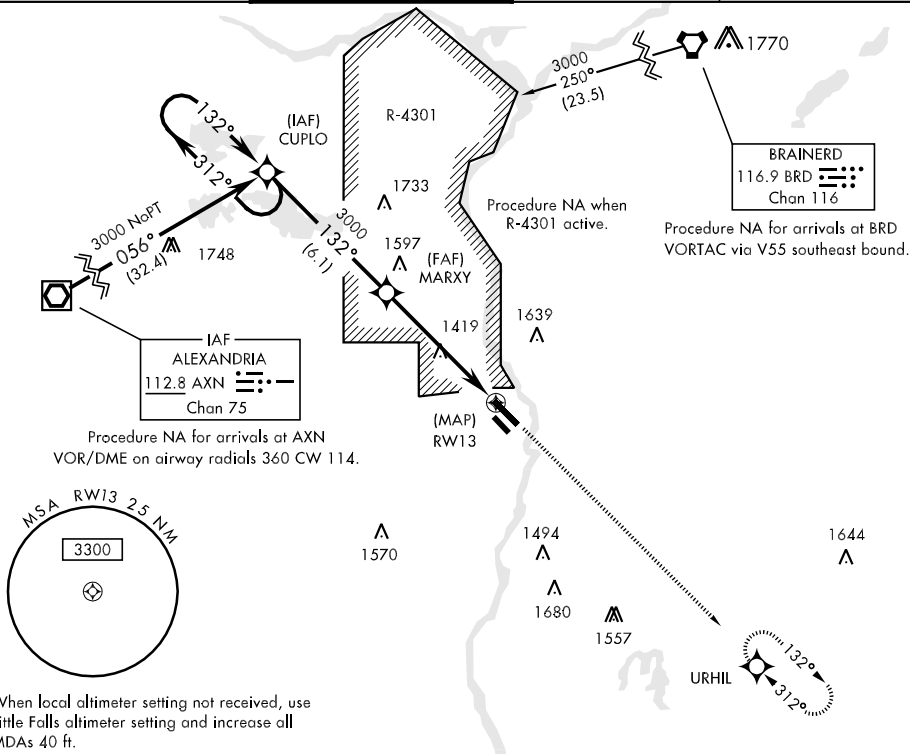 1770
3000
250°
(23.5)
R-4301
(IAF)
CUPLO
132°
312°
BRAINERD
116.9 BRD
Chan 116
1733
Procedure NA when
R-4301 active.
Procedure NA for arrivals at BRD
VORTAC via V55 southeast bound.
3000 NoPT
056°
(32.4)
1748
3000
132°
(6.1)
1597
(FAF)
MARXY
1419
1639
IAF
ALEXANDRIA
112.8 AXN
Chan 75
(MAP)
RW13
Procedure NA for arrivals at AXN
VOR/DME on airway radials 360 CW 114.
MSA RW13 25 NM
3300
1570
1494
1680
1557
1644
URHIL
132°
312°
When local altimeter setting not received, use
ittle Falls altimeter setting and increase all
MDAs 40 ft.